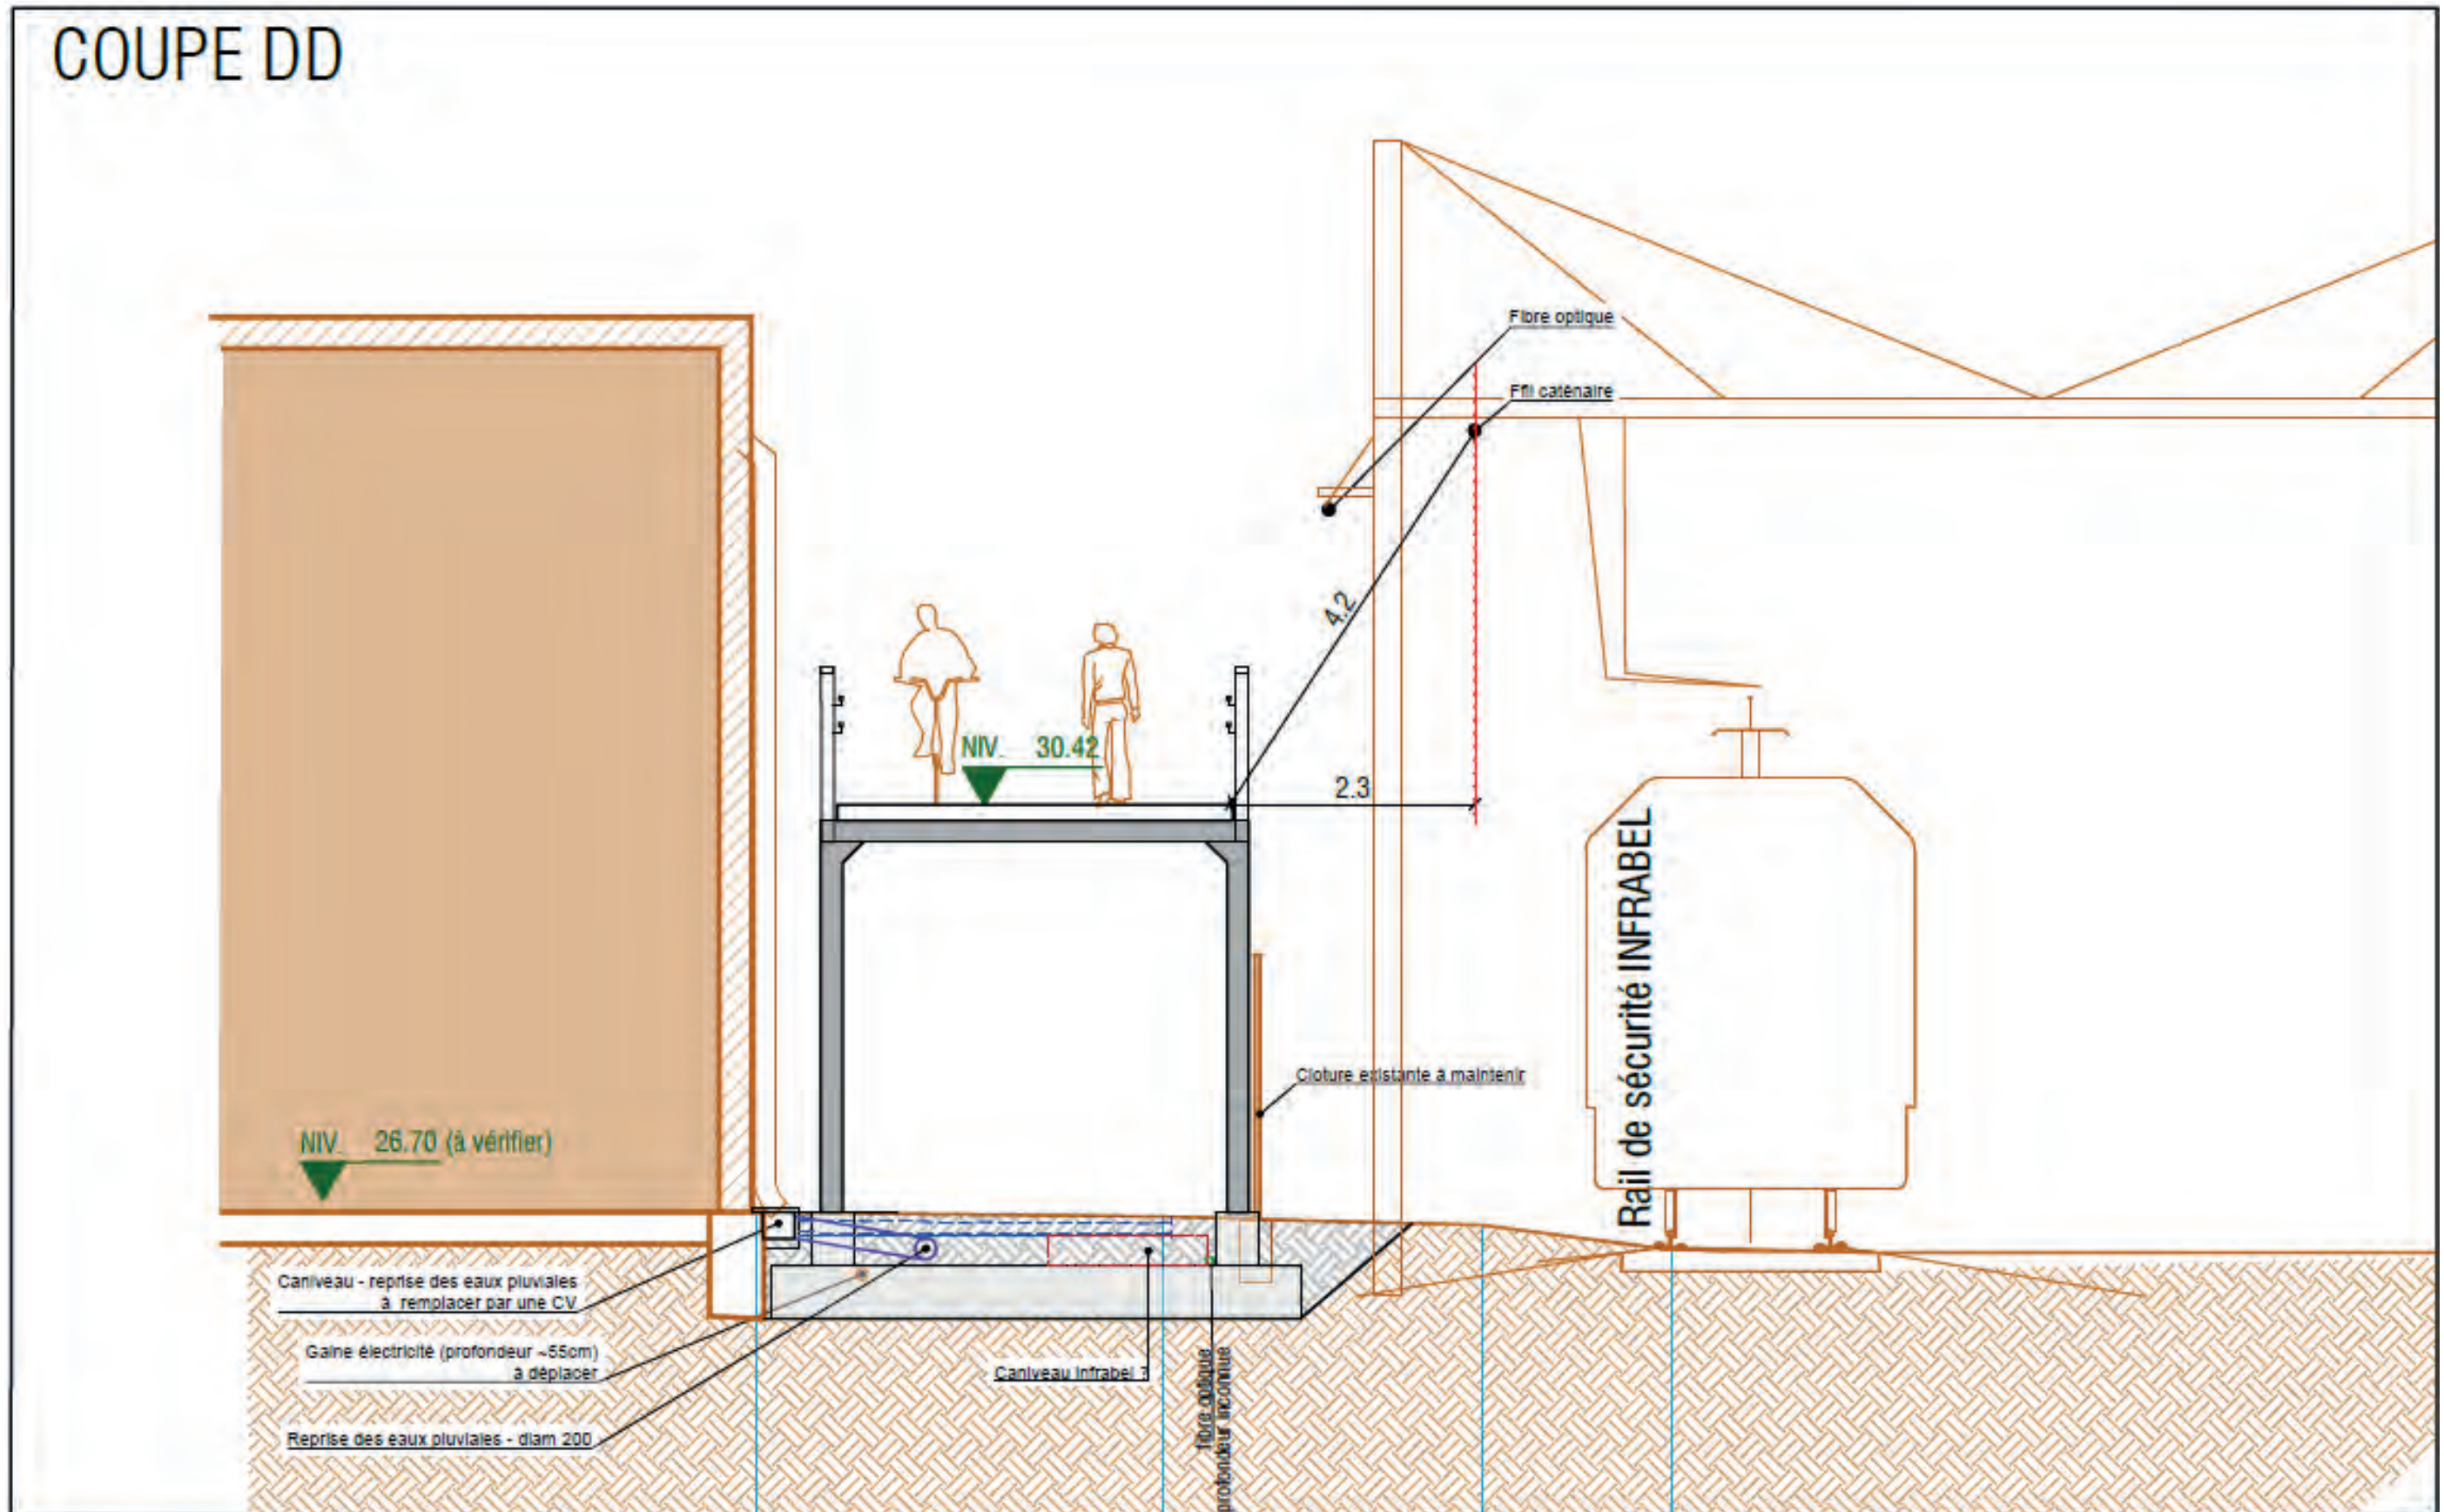 COUPE DD
Fibre optique
Ffil caténaire
4.2
NIV. 30.42
2.3
Rail de sécurité INFRABEL
Cloture existante à maintenir
NIV. 26.70 (à vérifier)
Caniveau - reprise des eaux pluviales
à remplacer par une CV
Gaine électricité (profondeur ~55cm)
à déplacer
Caniveau Infrabel ?
fibre optique
profondeur inconnue
Reprise des eaux pluviales - diam 200